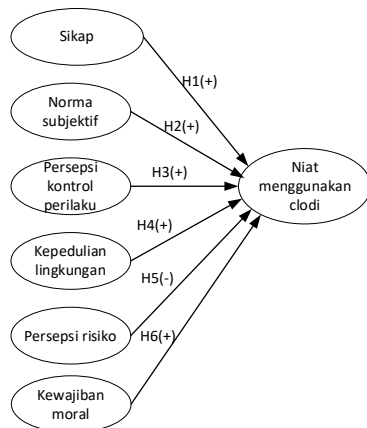 Sikap
H1(+)
Norma
subjektif
H2(+)
Persepsi
kontrol
perilaku
H3(+)
Niat
menggunakan
clodi
Kepedulian
lingkungan
H4(+)
H5(-)
Persepsi risiko
H6(+)
Kewajiban
moral